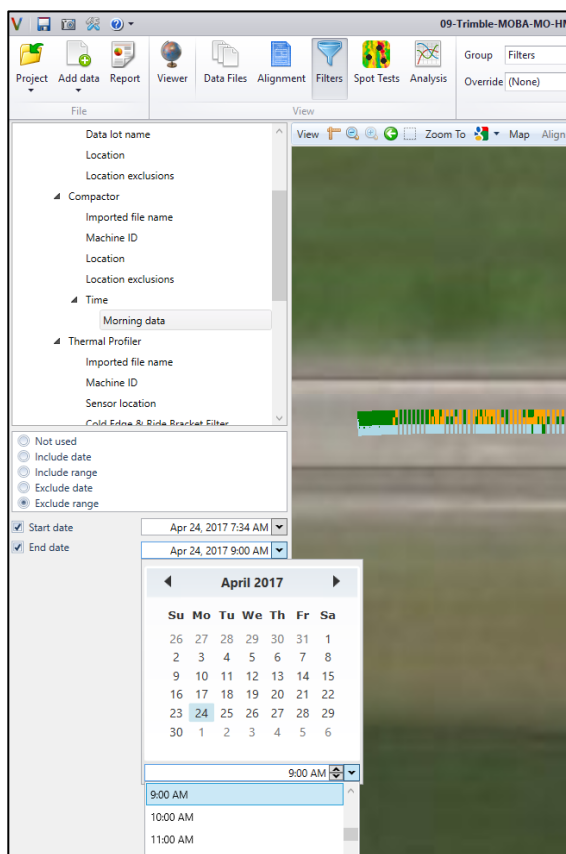 09-Trimble-MOBA-MO-HM
Project
Add data
Report
Viewer
Data Files
Alignment
Filters
Spot Tests
Analysis
Group
Filters
Override
(None)
File
View
Data lot name
Location
Location exclusions
Compactor
Imported file name
Machine ID
Location
Location exclusions
Time
Morning data
Thermal Profiler
Imported file name
Machine ID
Sensor location
Cold Edge & Ride Bracket Filter
View
Zoom To
Map
Align
Not used
Include date
Include range
Exclude date
Exclude range
Start date
Apr 24, 2017 7:34 AM
End date
Apr 24, 2017 9:00 AM
April 2017
Su Mo Tu We Th Fr Sa
26 27 28 29 30 31 1
2 3 4 5 6 7 8
9 10 11 12 13 14 15
16 17 18 19 20 21 22
23 24 25 26 27 28 29
30 1 2 3 4 5 6
9:00 AM
9:00 AM
10:00 AM
11:00 AM